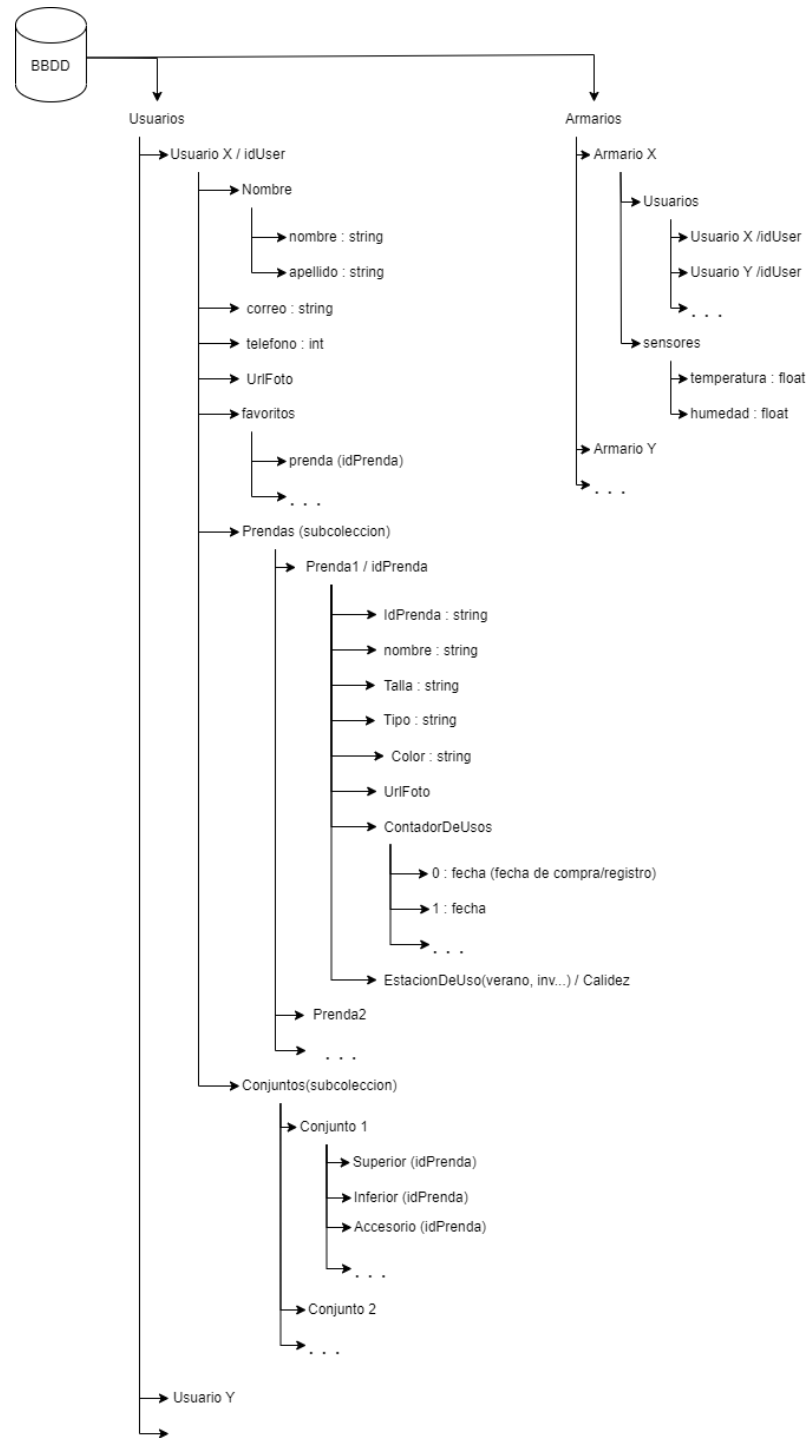 BBDD
Usuarios
Usuario X / idUser
Nombre
nombre : string
apellido : string
correo : string
telefono : int
UrlFoto
favoritos
prenda (idPrenda)
. . .
Prendas (subcoleccion)
Prenda1 / idPrenda
IdPrenda : string
nombre : string
Talla : string
Tipo : string
Color : string
UrlFoto
ContadorDeUsos
0 : fecha (fecha de compra/registro)
1 : fecha
. . .
EstacionDeUso(verano, inv...) / Calidez
Prenda2
. . .
Conjuntos(subcoleccion)
Conjunto 1
Superior (idPrenda)
Inferior (idPrenda)
Accesorio (idPrenda)
. . .
Conjunto 2
. . .
Usuario Y
Armarios
Armario X
Usuarios
Usuario X /idUser
Usuario Y /idUser
. . .
sensores
temperatura : float
humedad : float
Armario Y
. . .